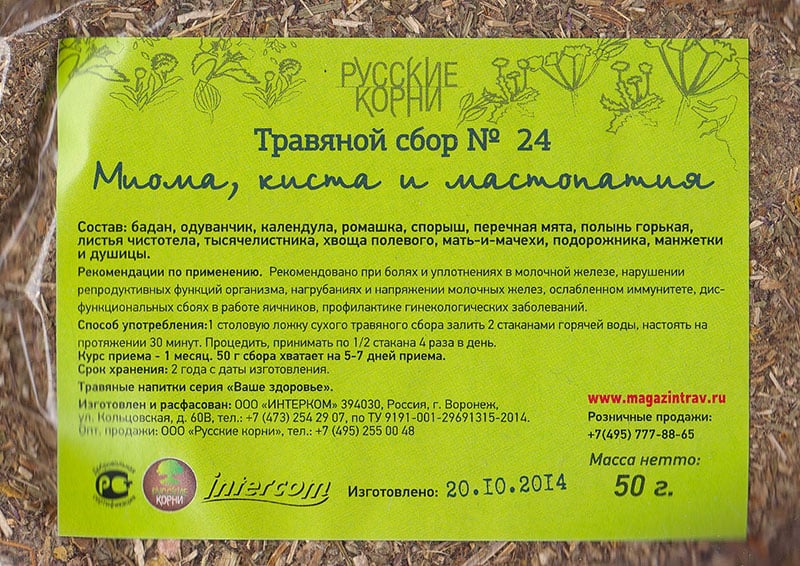 РУССКИЕ
КОРНИ
Травяной сбор № 24
Миома, киста и мастопатия
Состав: бадан, одуванчик, календула, ромашка, спорыш, перечная мята, полынь горькая,
листья чистотела, тысячелистника, хвоща полевого, мать-и-мачехи, подорожника, манжетки
и душицы.
Рекомендации по применению. Рекомендовано при болях и уплотнениях в молочной железе, нарушении
репродуктивных функций организма, нагрубаниях и напряжении молочных желез, ослабленном иммунитете, дис-
функциональных сбоях в работе яичников, профилактике гинекологических заболеваний.
Способ употребления:1 столовую ложку сухого травяного сбора залить 2 стаканами горячей воды, настоять на
протяжении 30 минут. Процедить, принимать по 1/2 стакана 4 раза в день.
Курс приема - 1 месяц. 50 г сбора хватает на 5-7 дней приема.
Срок хранения: 2 года с даты изготовления.
Травяные напитки серия «Ваше здоровье».
Изготовлен и расфасован: ООО «ИНТЕРКОМ» 394030, Россия, г. Воронеж,
ул. Кольцовская, д. 60В, тел.: +7 (473) 254 29 07, по ТУ 9191-001-29691315-2014.
Опт. продажи: ООО «Русские корни», тел.: +7 (495) 255 00 48
www.magazintrav.ru
Розничные продажи:
+7(495) 777-88-65
Масса нетто:
50 г.
Добровольная
сертификация
РУССКИЕ
КОРНИ
intercom
Изготовлено: 20.10.2014